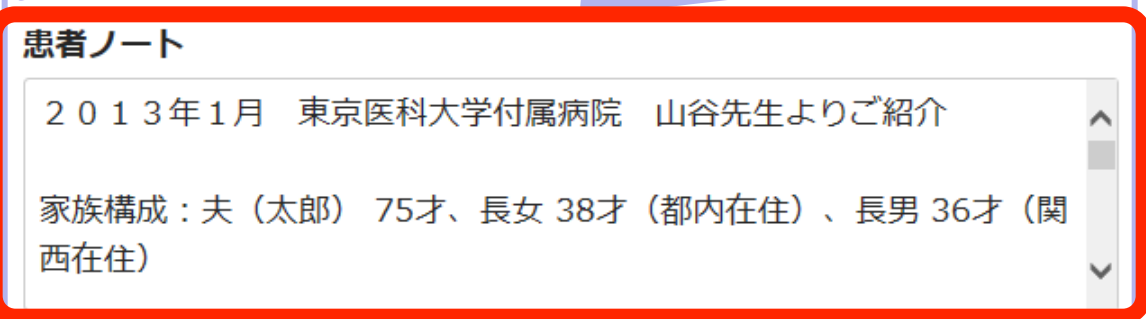 患者ノート
２０１３年１月　東京医科大学付属病院　山谷先生よりご紹介
家族構成：夫（太郎） 75才、長女 38才（都内在住）、長男 36才（関
西在住）